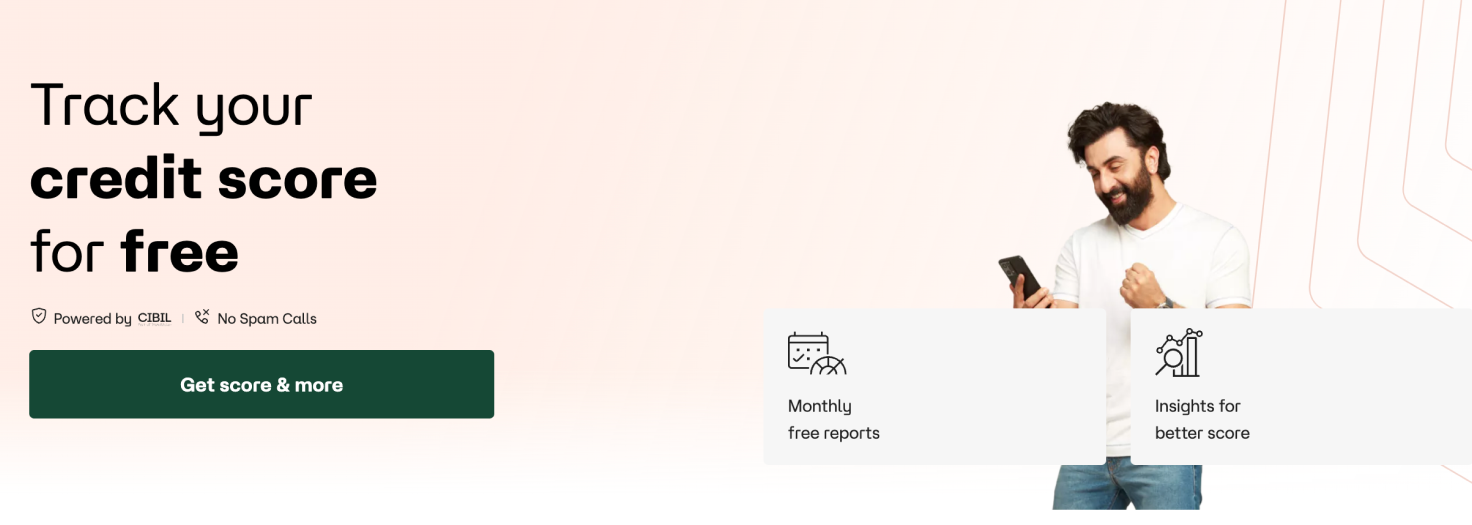 Track your
credit score
for free
Powered by CIBIL | No Spam Calls
Get score & more
Monthly
free reports
Insights for
better score